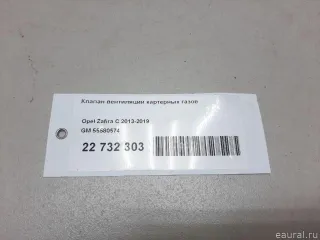 Клапан вентиляции картерных газов
Opel Zafira C 2013-2019
GM 55580574
22 732 303
eaural.ru